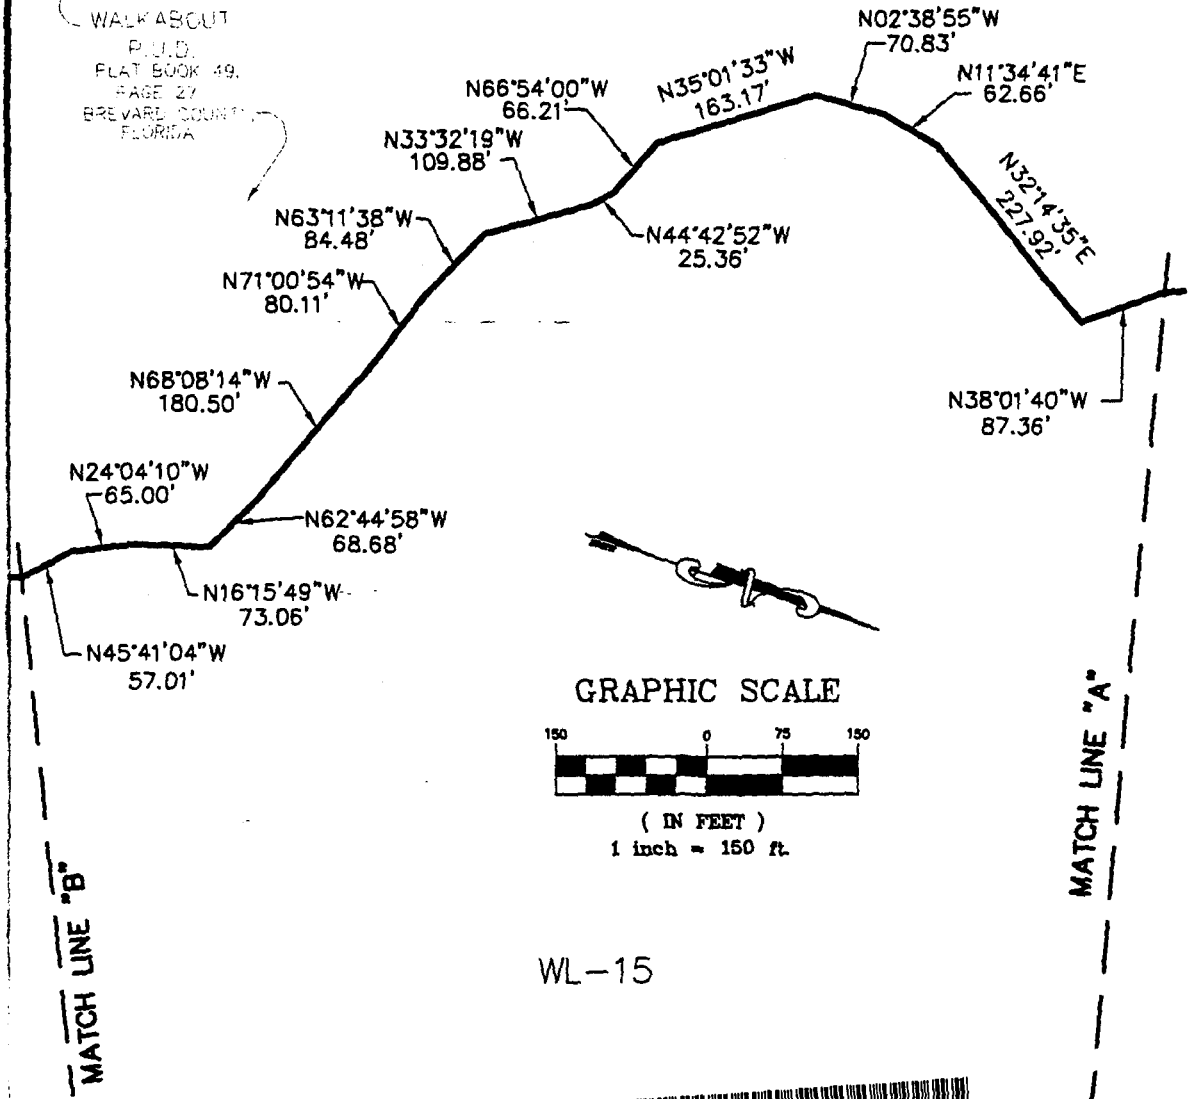 WALKABOUT
P.U.D.
PLAT BOOK 49,
PAGE 27
BREVARD COUNTY,
FLORIDA
N02°38'55"W
70.83'
N11°34'41"E
62.66'
N35°01'33"W
163.17'
N66°54'00"W
66.21'
N33°32'19"W
109.88'
N32°14'35"E
227.92'
N63°11'38"W
84.48'
N44°42'52"W
25.36'
N71°00'54"W
80.11'
N68°08'14"W
180.50'
N38°01'40"W
87.36'
N24°04'10"W
65.00'
N62°44'58"W
68.68'
N16°15'49"W
73.06'
N45°41'04"W
57.01'
GRAPHIC SCALE
150 0 75 150
( IN FEET )
1 inch = 150 ft.
MATCH LINE "A"
MATCH LINE "B"
WL-15